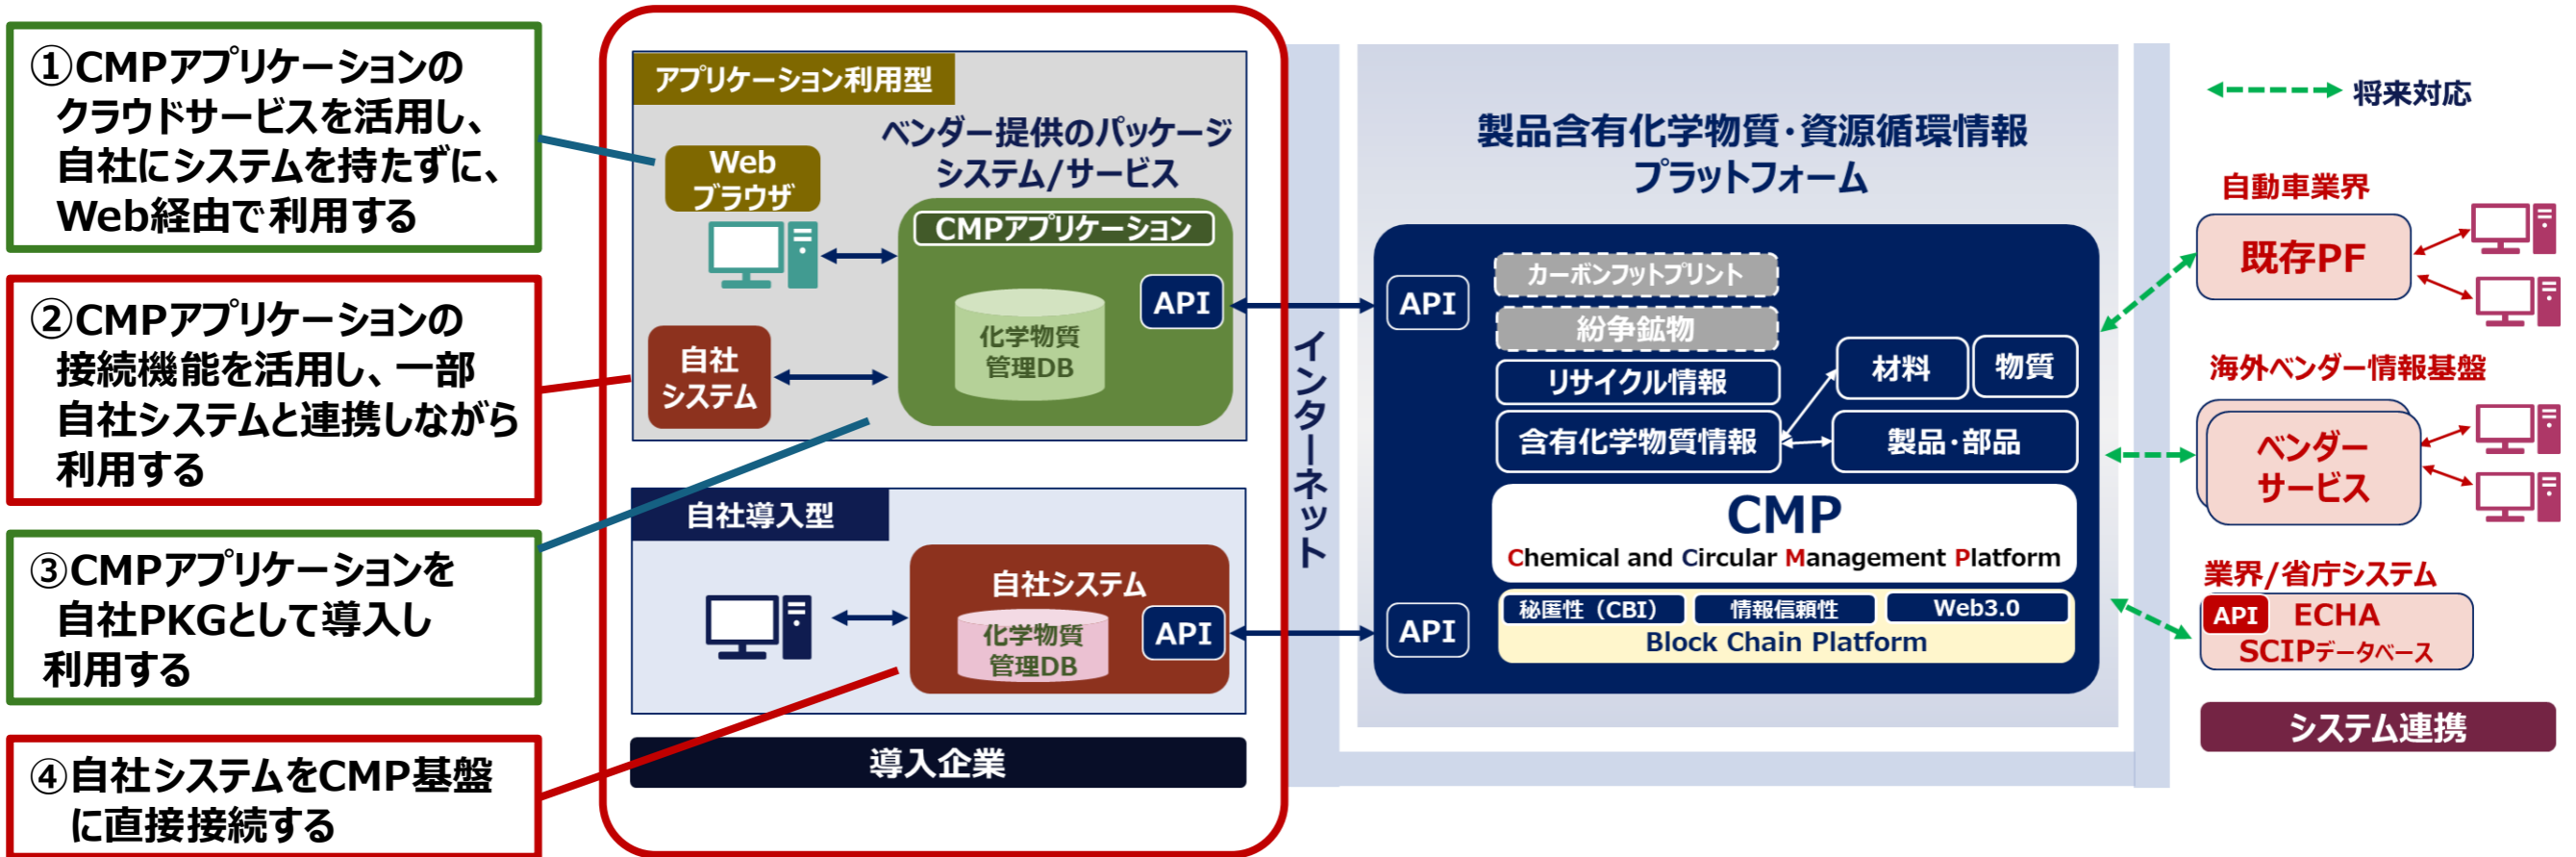 ①CMPアプリケーションの
クラウドサービスを活用し、
自社にシステムを持たずに、
Web経由で利用する
②CMPアプリケーションの
接続機能を活用し、一部
自社システムと連携しながら
利用する
③CMPアプリケーションを
自社PKGとして導入し
利用する
④自社システムをCMP基盤
に直接接続する
アプリケーション利用型
ベンダー提供のパッケージ
システム/サービス
Web
ブラウザ
CMPアプリケーション
API
化学物質
管理DB
自社
システム
自社導入型
自社システム
化学物質
管理DB
API
導入企業
インターネット
製品含有化学物質・資源循環情報
プラットフォーム
API
カーボンフットプリント
紛争鉱物
リサイクル情報
含有化学物質情報
材料
物質
製品・部品
CMP
Chemical and Circular Management Platform
API
秘匿性（CBI）
情報信頼性
Web3.0
Block Chain Platform
将来対応
自動車業界
既存PF
海外ベンダー情報基盤
ベンダー
サービス
業界/省庁システム
API
ECHA
SCIPデータベース
システム連携